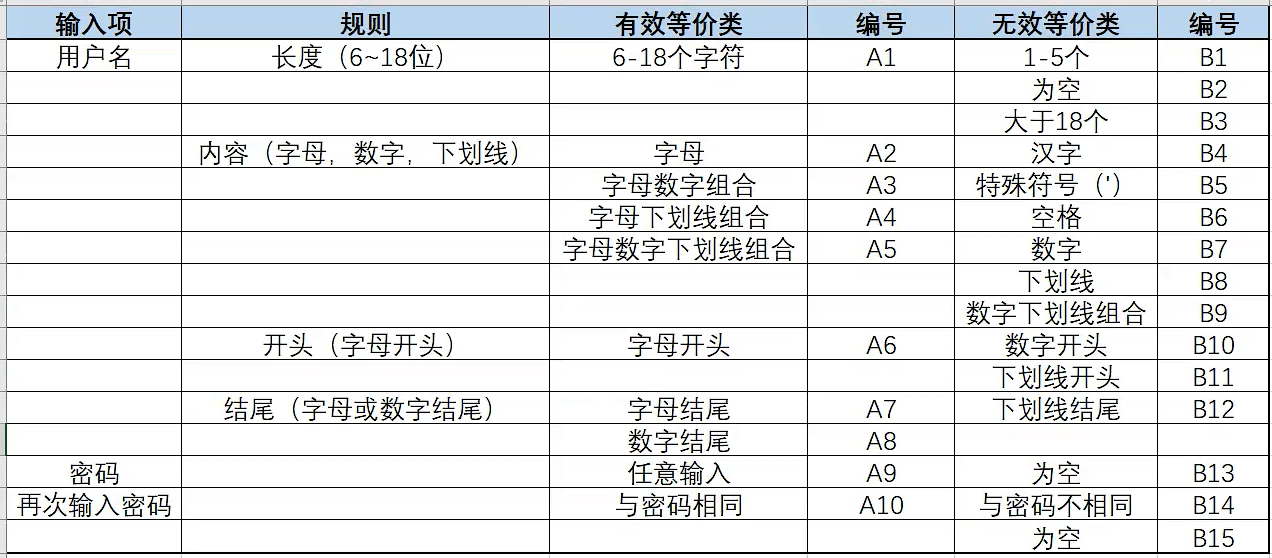 输入项 规则 有效等价类 编号 无效等价类 编号
用户名 长度（6~18位） 6-18个字符 A1 1-5个 B1
为空 B2
大于18个 B3
内容（字母，数字，下划线） 字母 A2 汉字 B4
字母数字组合 A3 特殊符号（'） B5
字母下划线组合 A4 空格 B6
字母数字下划线组合 A5 数字 B7
下划线 B8
数字下划线组合 B9
开头（字母开头） 字母开头 A6 数字开头 B10
下划线开头 B11
结尾（字母或数字结尾） 字母结尾 A7 下划线结尾 B12
数字结尾 A8
密码 任意输入 A9 为空 B13
再次输入密码 与密码相同 A10 与密码不相同 B14
为空 B15